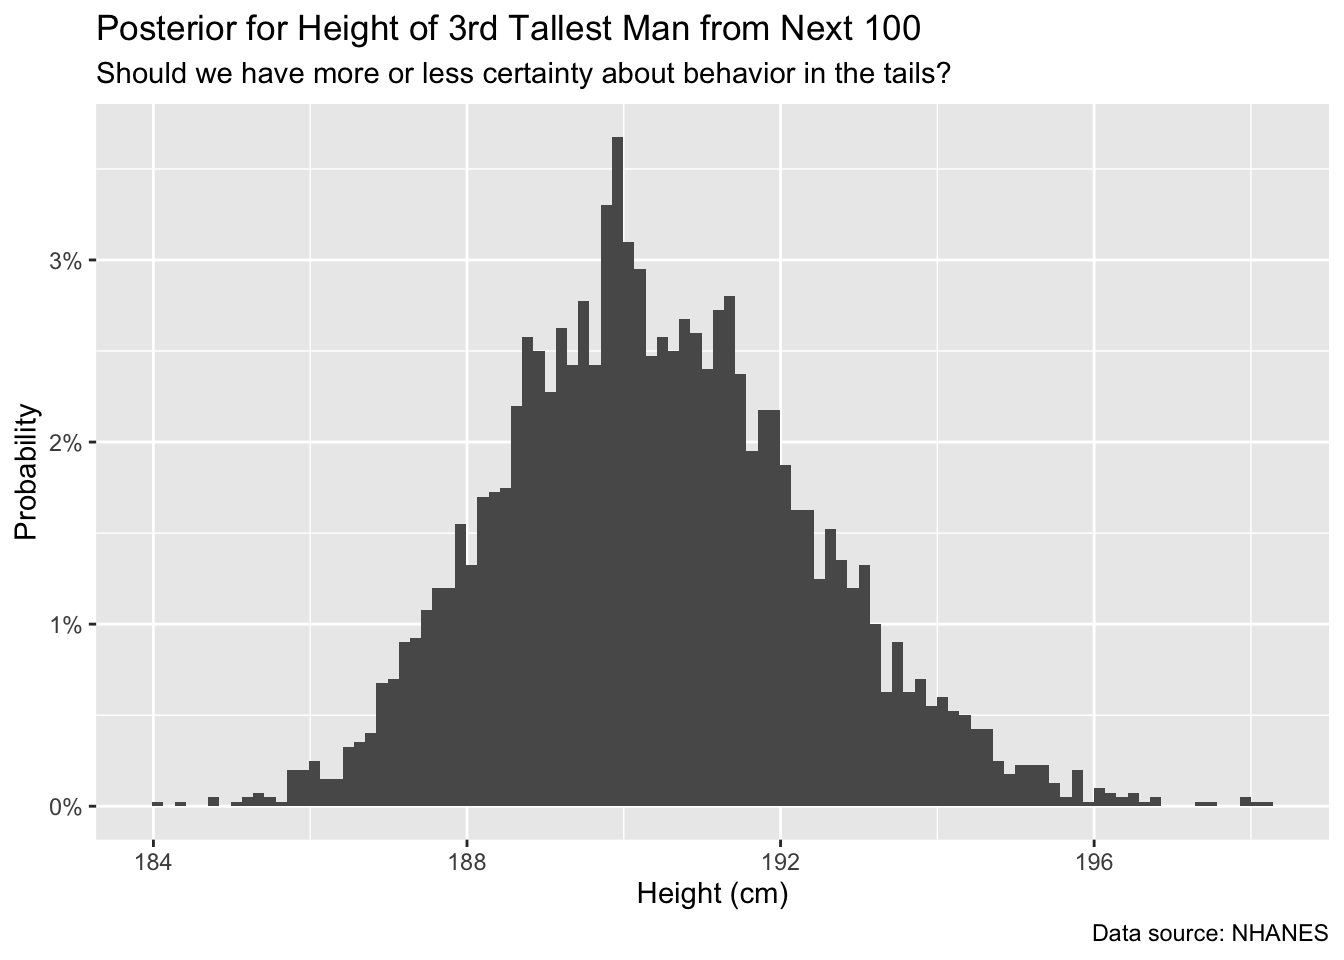 Posterior for Height of 3rd Tallest Man from Next 100
Should we have more or less certainty about behavior in the tails?
Probability
3%
2%
1%
0%
184 188 192 196
Height (cm)
Data source: NHANES